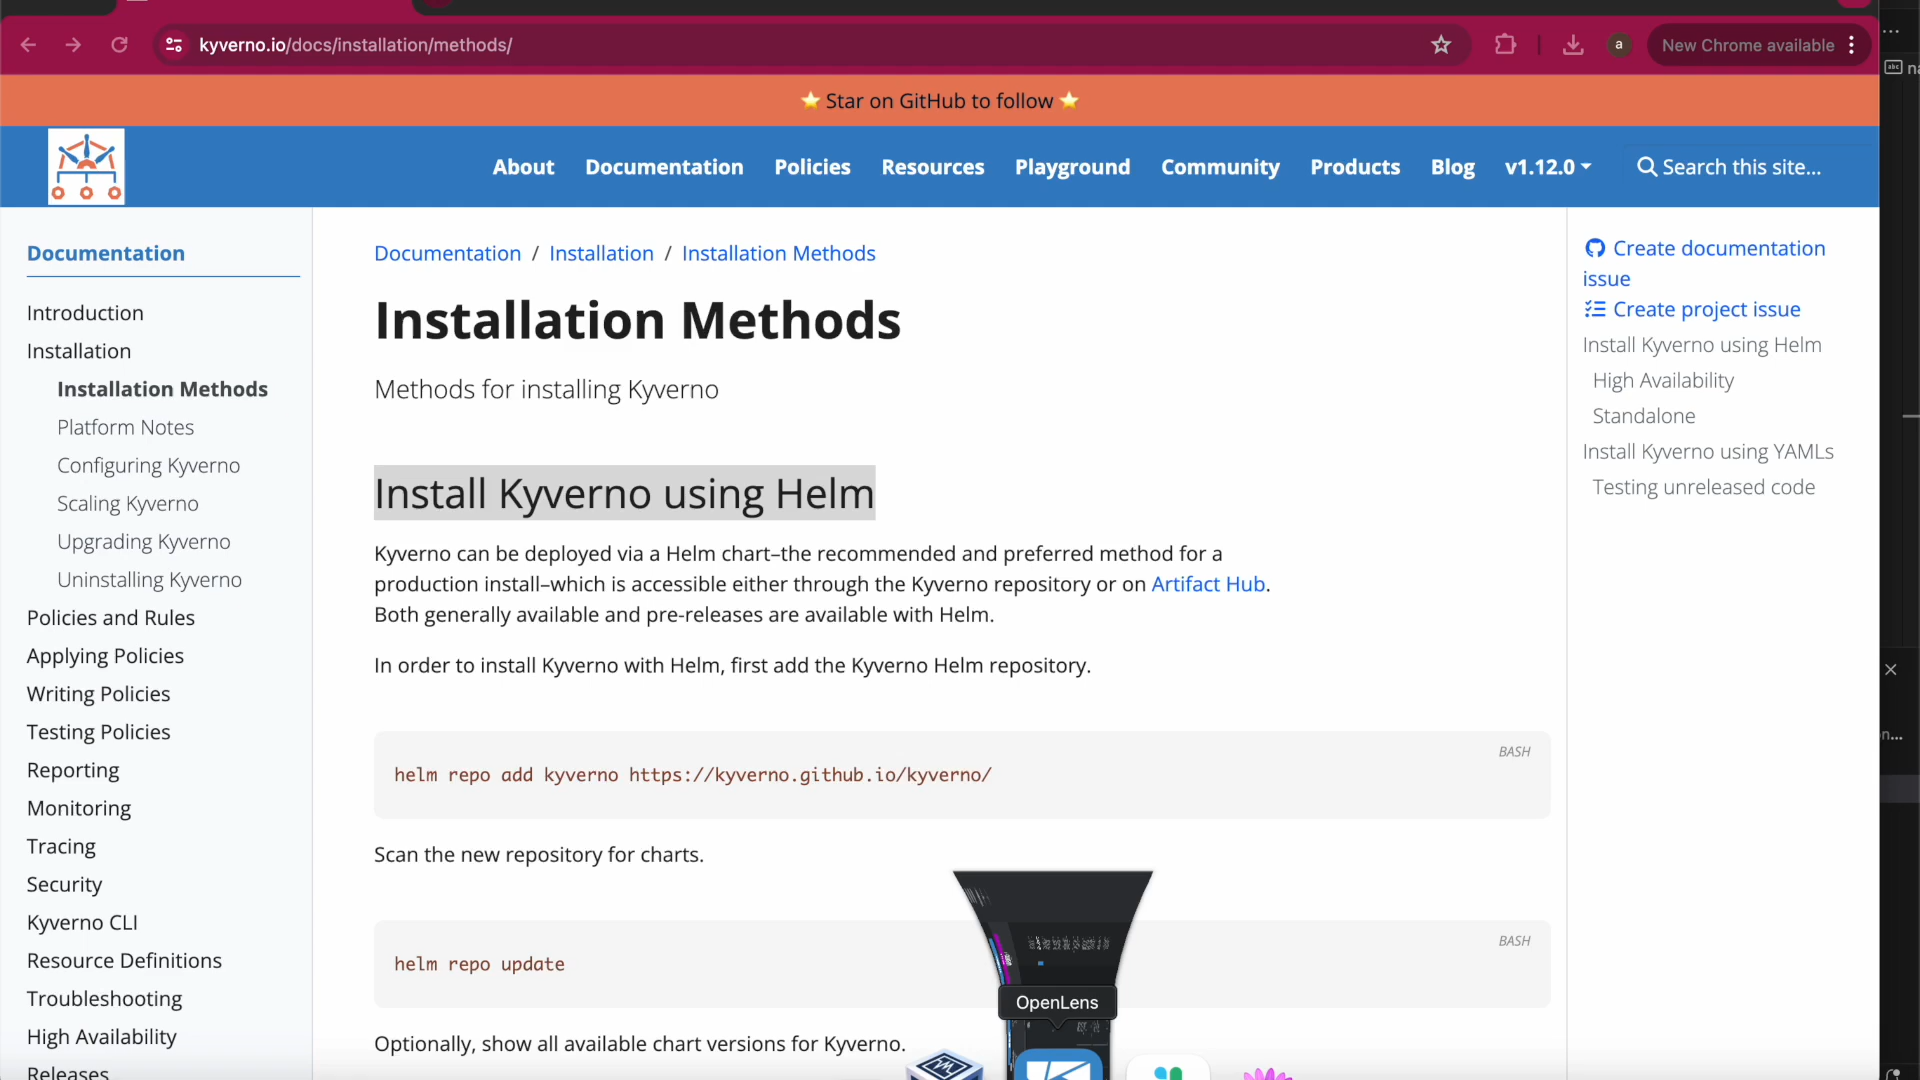 kyverno.io/docs/installation/methods/
a
New Chrome available
⭐ Star on GitHub to follow ⭐
About
Documentation
Policies
Resources
Playground
Community
Products
Blog
v1.12.0
Search this site...
Documentation
Introduction
Installation
Installation Methods
Platform Notes
Configuring Kyverno
Scaling Kyverno
Upgrading Kyverno
Uninstalling Kyverno
Policies and Rules
Applying Policies
Writing Policies
Testing Policies
Reporting
Monitoring
Tracing
Security
Kyverno CLI
Resource Definitions
Troubleshooting
High Availability
Releases
Documentation / Installation / Installation Methods
Installation Methods
Methods for installing Kyverno
Install Kyverno using Helm
Kyverno can be deployed via a Helm chart–the recommended and preferred method for a
production install–which is accessible either through the Kyverno repository or on Artifact Hub.
Both generally available and pre-releases are available with Helm.
In order to install Kyverno with Helm, first add the Kyverno Helm repository.
BASH
helm repo add kyverno https://kyverno.github.io/kyverno/
Scan the new repository for charts.
BASH
helm repo update
Optionally, show all available chart versions for Kyverno.
OpenLens
Create documentation
issue
Create project issue
Install Kyverno using Helm
High Availability
Standalone
Install Kyverno using YAMLs
Testing unreleased code